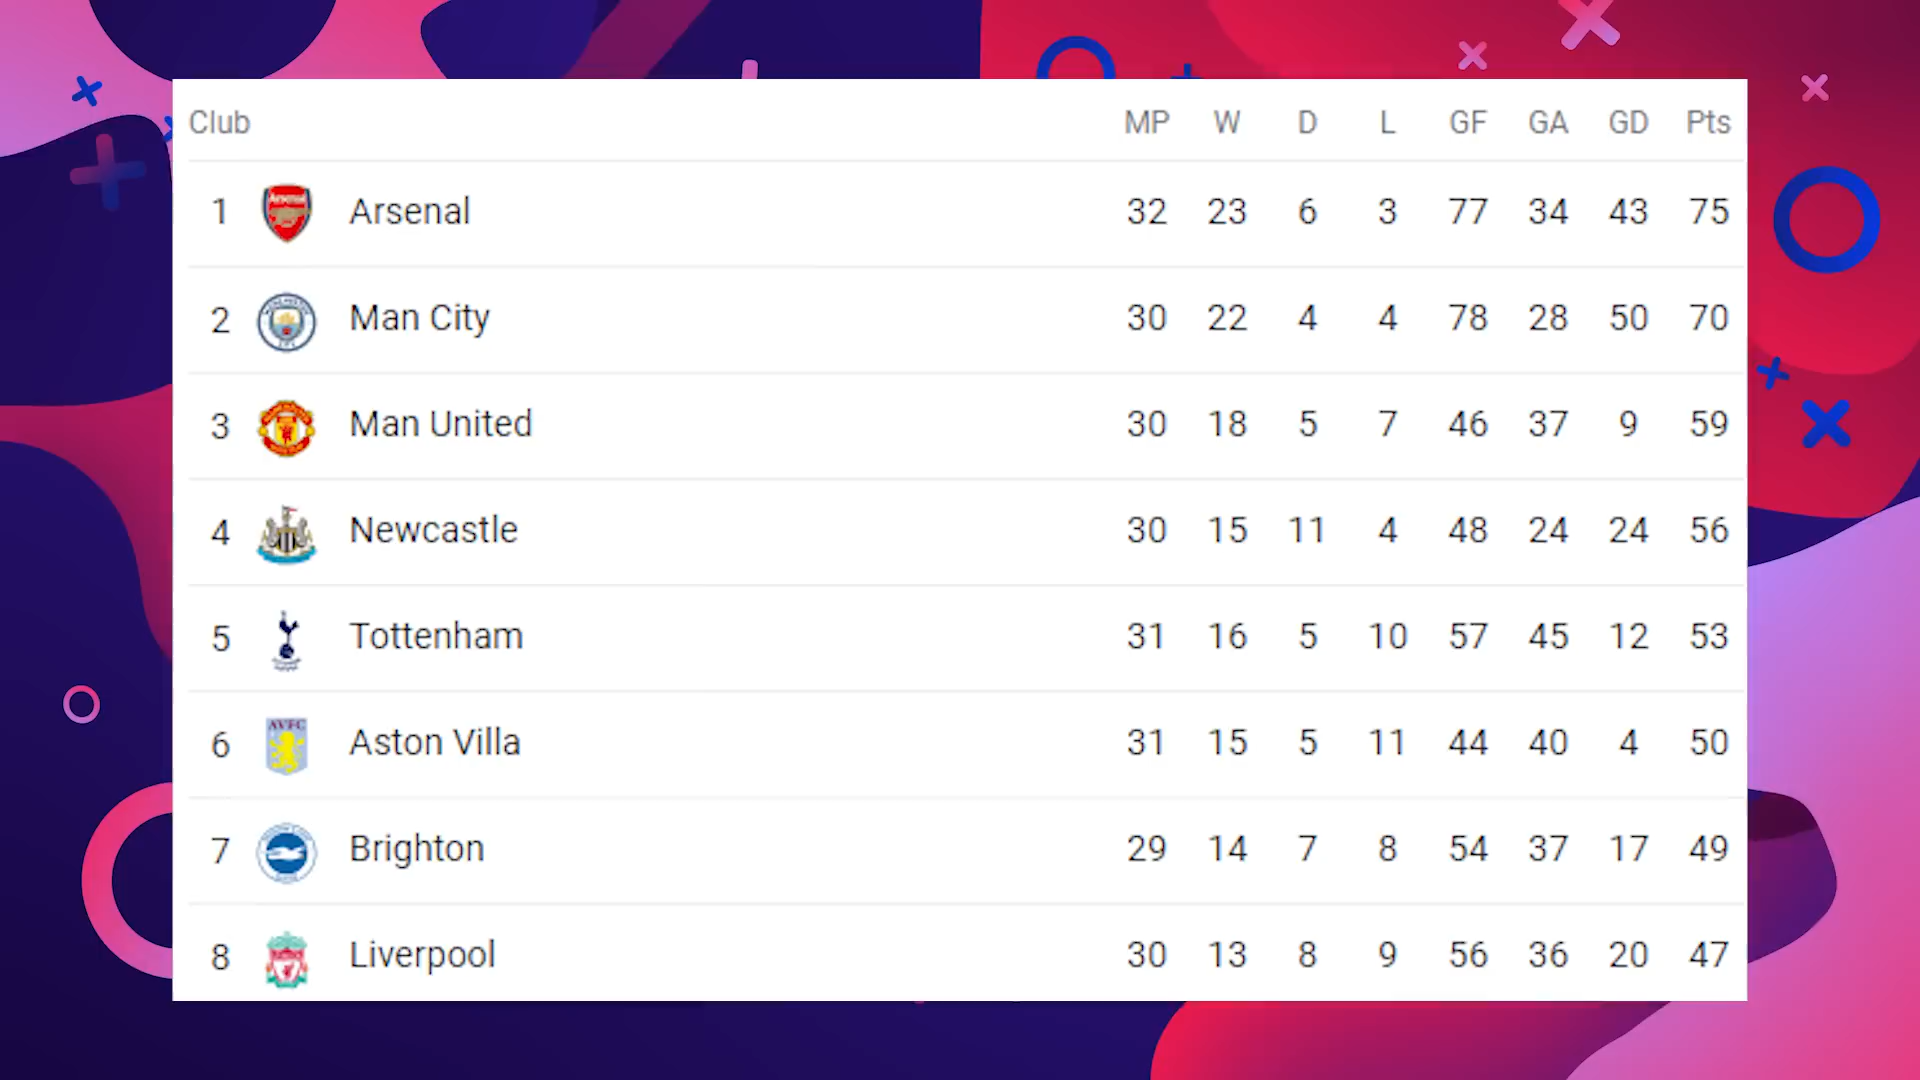 Club MP W D L GF GA GD Pts
1 Arsenal 32 23 6 3 77 34 43 75
2 Man City 30 22 4 4 78 28 50 70
3 Man United 30 18 5 7 46 37 9 59
4 Newcastle 30 15 11 4 48 24 24 56
5 Tottenham 31 16 5 10 57 45 12 53
6 AVFC Aston Villa 31 15 5 11 44 40 4 50
7 Brighton 29 14 7 8 54 37 17 49
8 Liverpool 30 13 8 9 56 36 20 47